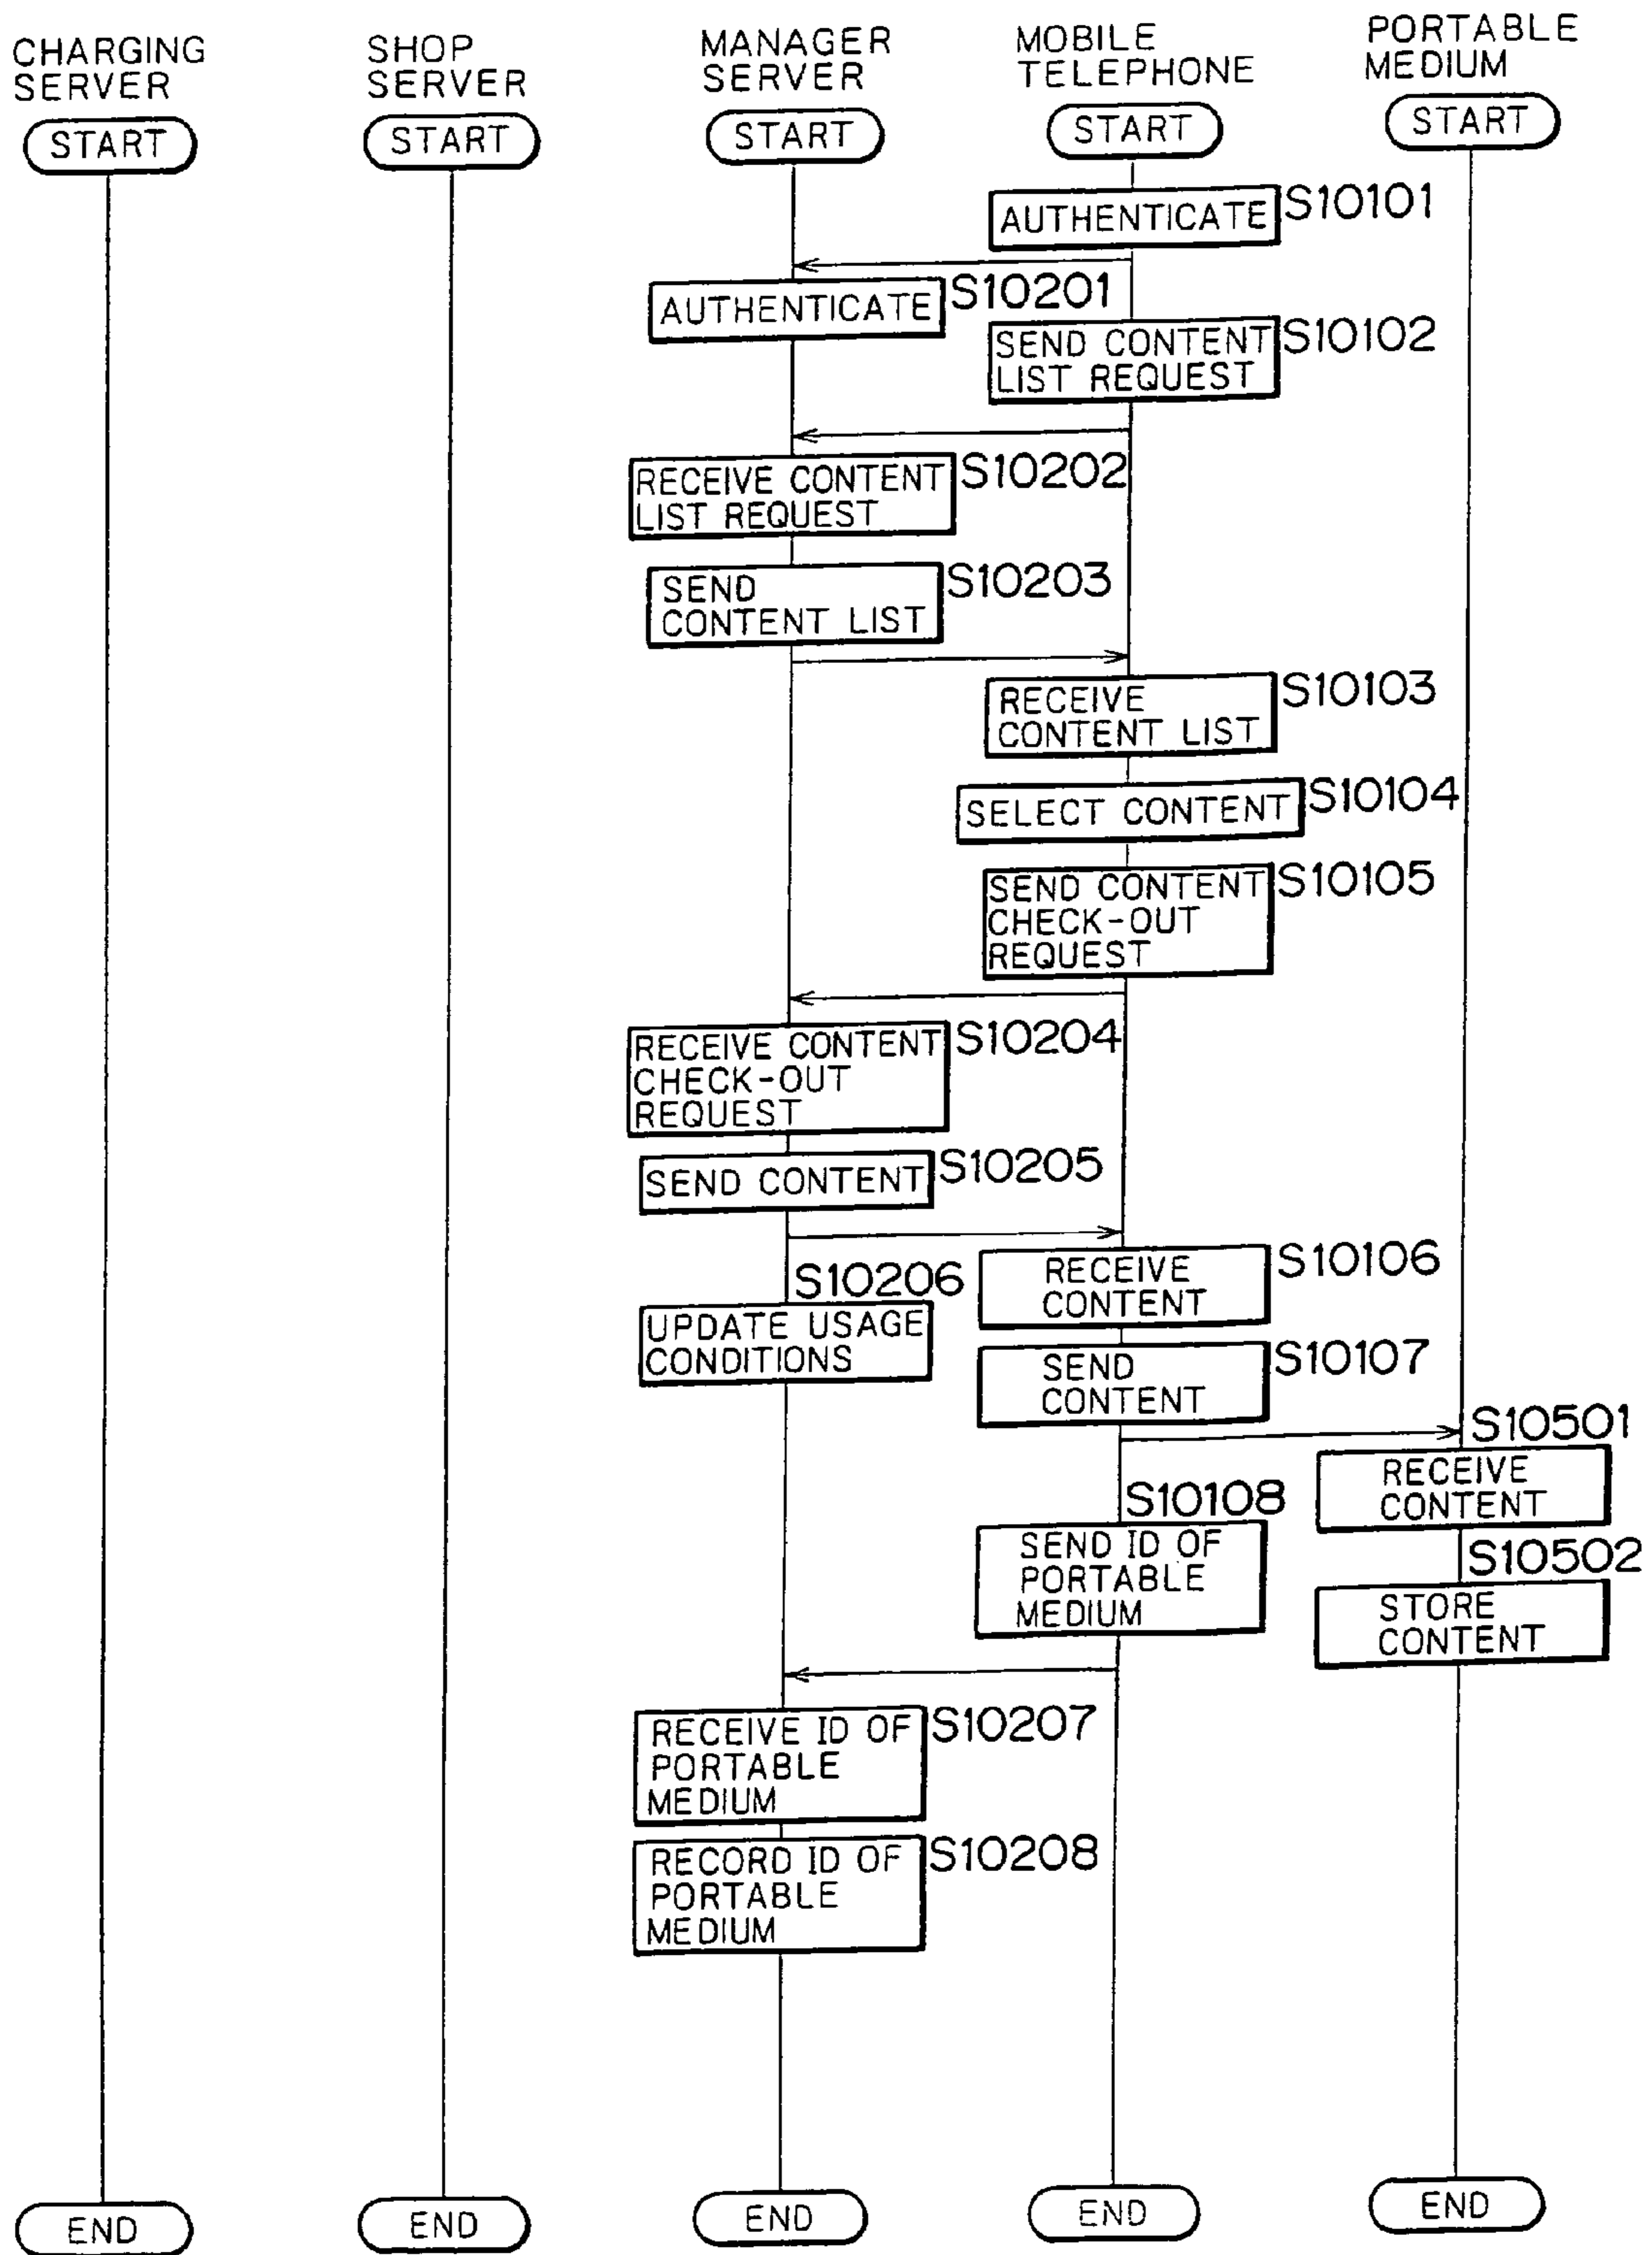 CHARGING
SERVER
SHOP
SERVER
MANAGER
SERVER
MOBILE
TELEPHONE
PORTABLE
MEDIUM
START
START
START
START
START
AUTHENTICATE
S10101
AUTHENTICATE
S10201
SEND CONTENT
LIST REQUEST
S10102
RECEIVE CONTENT
LIST REQUEST
S10202
SEND
CONTENT LIST
S10203
RECEIVE
CONTENT LIST
S10103
SELECT CONTENT
S10104
SEND CONTENT
CHECK-OUT
REQUEST
S10105
RECEIVE CONTENT
CHECK-OUT
REQUEST
S10204
SEND CONTENT
S10205
RECEIVE
CONTENT
S10106
S10206
UPDATE USAGE
CONDITIONS
SEND
CONTENT
S10107
S10501
RECEIVE
CONTENT
S10108
SEND ID OF
PORTABLE
MEDIUM
S10502
STORE
CONTENT
RECEIVE ID OF
PORTABLE
MEDIUM
S10207
RECORD ID OF
PORTABLE
MEDIUM
S10208
END
END
END
END
END